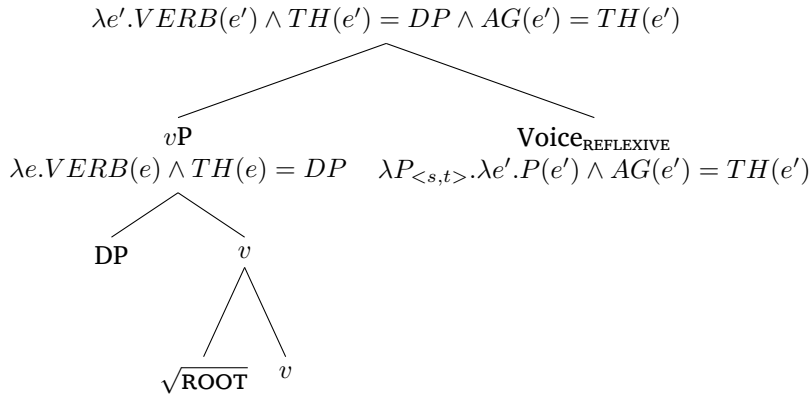 λe′.VERB(e′) ∧ TH(e′) = DP ∧ AG(e′) = TH(e′)
vP Voice_REFLEXIVE
λe.VERB(e) ∧ TH(e) = DP λP_<s,t>.λe′.P(e′) ∧ AG(e′) = TH(e′)
DP v
√ROOT v